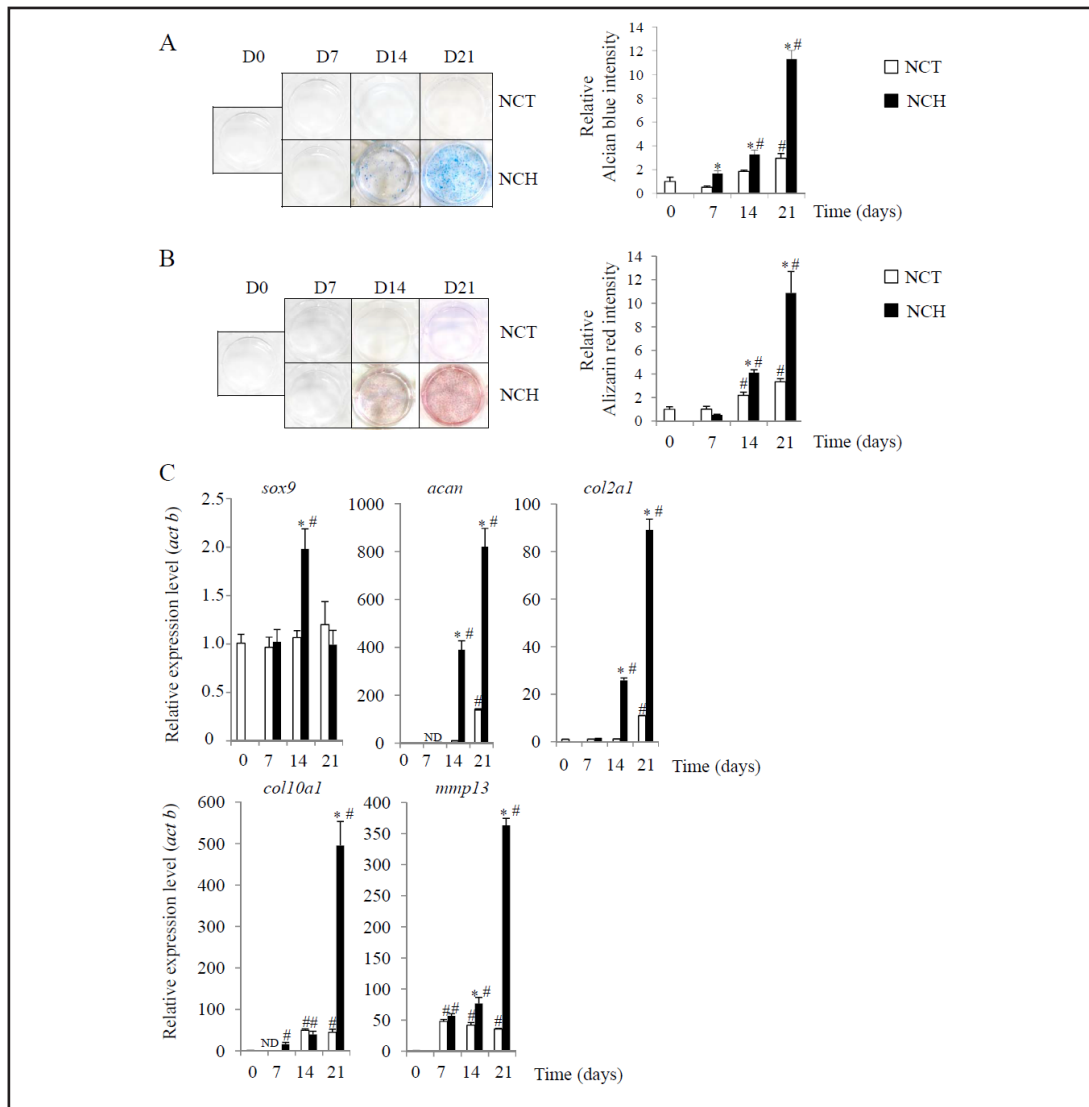 A
D0 D7 D14 D21
NCT
NCH
Relative
Alcian blue intensity
14
12
10
8
6
4
2
0
* * # # * #
0 7 14 21 Time (days)
NCT
NCH
B
D0 D7 D14 D21
NCT
NCH
Relative
Alizarin red intensity
14
12
10
8
6
4
2
0
# * # # * #
0 7 14 21 Time (days)
NCT
NCH
C
sox9
Relative expression level (act b)
2.5
2.0
1.5
1.0
0.5
0
* #
0 7 14 21
acan
1000
800
600
400
200
0
ND * # # * #
0 7 14 21
col2a1
100
80
60
40
20
0
* # # * #
0 7 14 21 Time (days)
col10a1
Relative expression level (act b)
600
500
400
300
200
100
0
ND # # # # * #
0 7 14 21
mmp13
400
350
300
250
200
150
100
50
0
# # # * # # * #
0 7 14 21 Time (days)